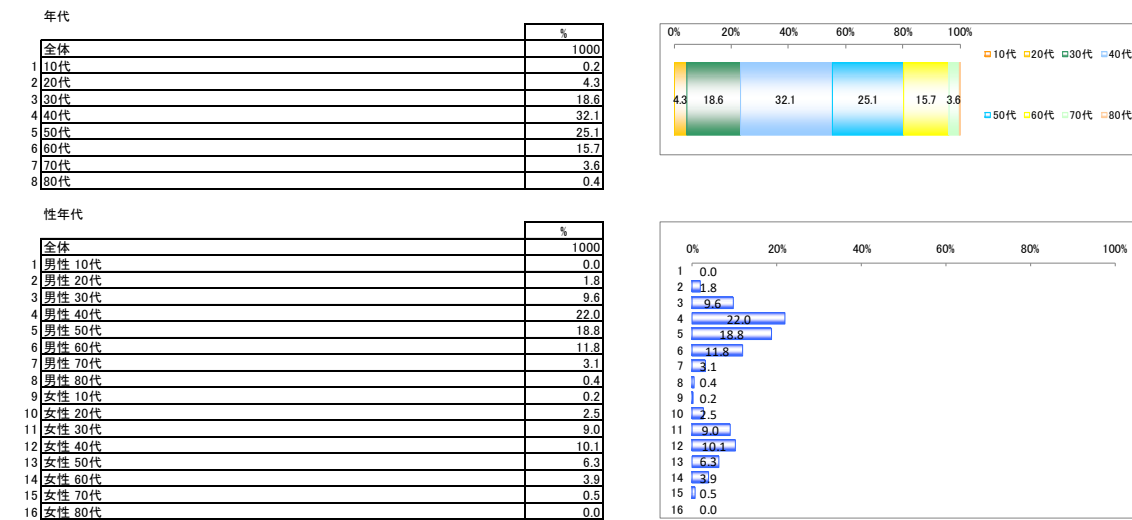 年代
%
全体 1000
1 10代 0.2
2 20代 4.3
3 30代 18.6
4 40代 32.1
5 50代 25.1
6 60代 15.7
7 70代 3.6
8 80代 0.4
0% 20% 40% 60% 80% 100%
4.3 18.6 32.1 25.1 15.7 3.6
10代 20代 30代 40代
50代 60代 70代 80代
性年代
%
全体 1000
1 男性 10代 0.0
2 男性 20代 1.8
3 男性 30代 9.6
4 男性 40代 22.0
5 男性 50代 18.8
6 男性 60代 11.8
7 男性 70代 3.1
8 男性 80代 0.4
9 女性 10代 0.2
10 女性 20代 2.5
11 女性 30代 9.0
12 女性 40代 10.1
13 女性 50代 6.3
14 女性 60代 3.9
15 女性 70代 0.5
16 女性 80代 0.0
0% 20% 40% 60% 80% 100%
1 0.0
2 1.8
3 9.6
4 22.0
5 18.8
6 11.8
7 3.1
8 0.4
9 0.2
10 2.5
11 9.0
12 10.1
13 6.3
14 3.9
15 0.5
16 0.0